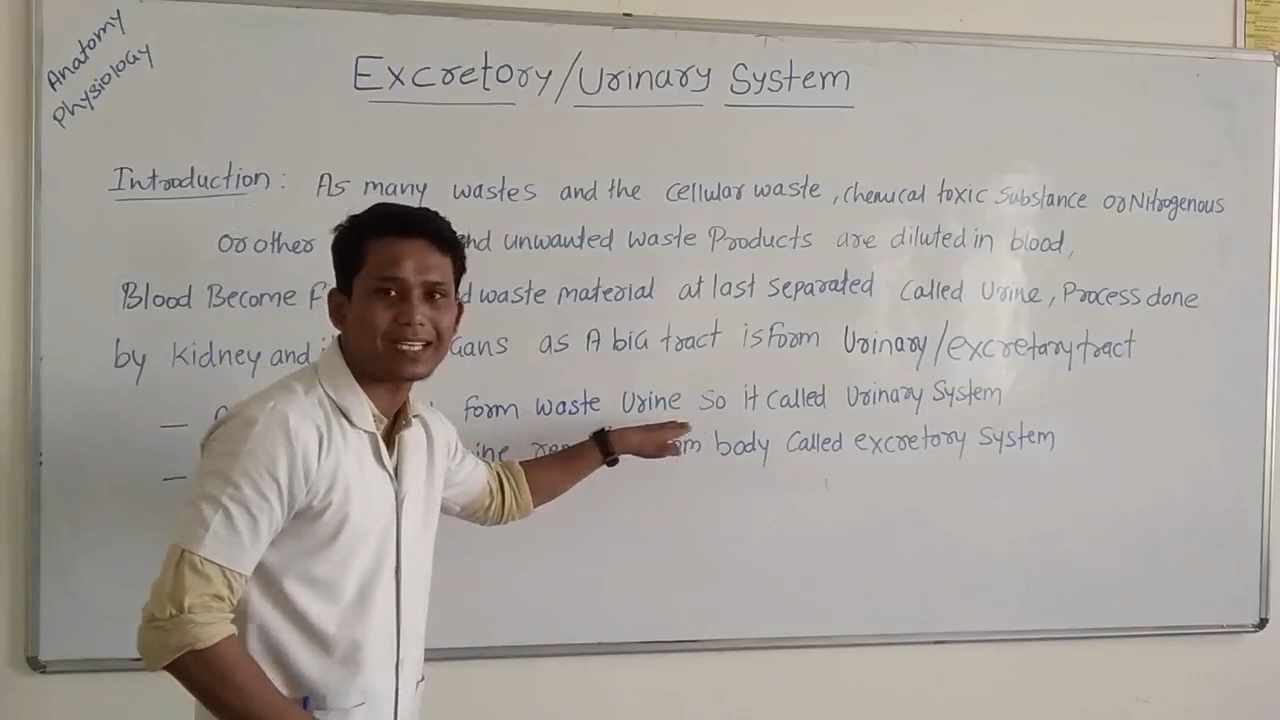 Anatomy
Physiology
Excretory/Urinary System
Introduction: As many wastes and the cellular waste, chemical toxic substance or Nitrogenous
or other and unwanted waste Products are diluted in blood,
Blood Become waste material at last separated called Urine, Process done
by kidney and as A big tract is form Urinary/excretary tract
— form waste Urine so it called Urinary System
— body called excretory System